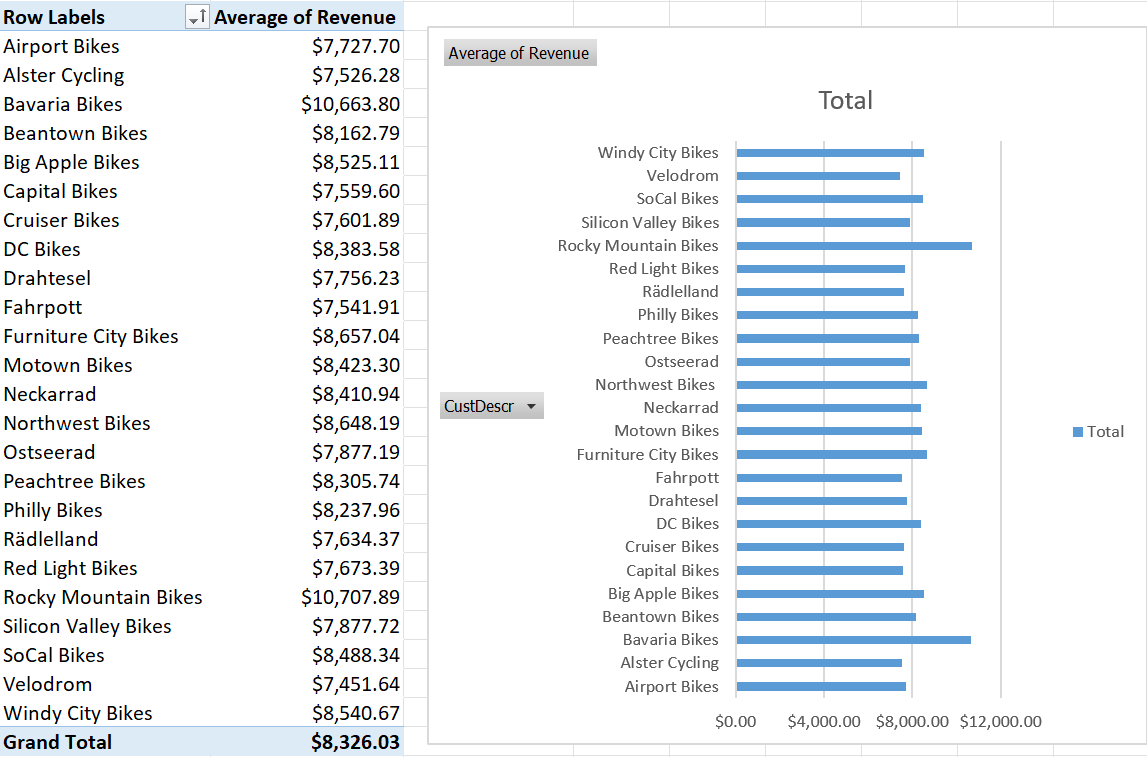 Row Labels Average of Revenue
Airport Bikes $7,727.70
Alster Cycling $7,526.28
Bavaria Bikes $10,663.80
Beantown Bikes $8,162.79
Big Apple Bikes $8,525.11
Capital Bikes $7,559.60
Cruiser Bikes $7,601.89
DC Bikes $8,383.58
Drahtesel $7,756.23
Fahrpott $7,541.91
Furniture City Bikes $8,657.04
Motown Bikes $8,423.30
Neckarrad $8,410.94
Northwest Bikes $8,648.19
Ostseerad $7,877.19
Peachtree Bikes $8,305.74
Philly Bikes $8,237.96
Rädlelland $7,634.37
Red Light Bikes $7,673.39
Rocky Mountain Bikes $10,707.89
Silicon Valley Bikes $7,877.72
SoCal Bikes $8,488.34
Velodrom $7,451.64
Windy City Bikes $8,540.67
Grand Total $8,326.03
Average of Revenue
Total
Windy City Bikes
Velodrom
SoCal Bikes
Silicon Valley Bikes
Rocky Mountain Bikes
Red Light Bikes
Rädlelland
Philly Bikes
Peachtree Bikes
Ostseerad
Northwest Bikes
Neckarrad
Motown Bikes
Furniture City Bikes
Fahrpott
Drahtesel
DC Bikes
Cruiser Bikes
Capital Bikes
Big Apple Bikes
Beantown Bikes
Bavaria Bikes
Alster Cycling
Airport Bikes
$0.00 $4,000.00 $8,000.00 $12,000.00
CustDescr
Total